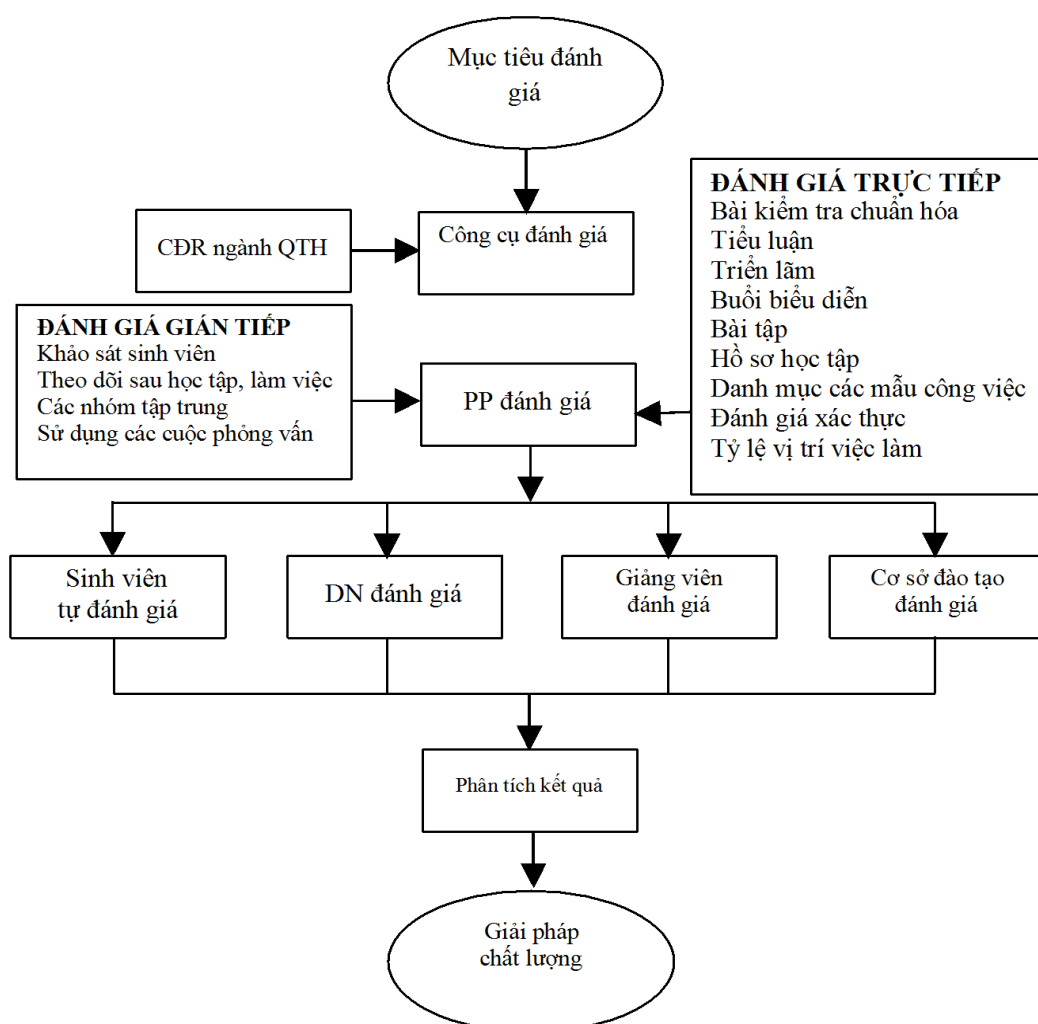 Mục tiêu đánh
giá
ĐÁNH GIÁ TRỰC TIẾP
Bài kiểm tra chuẩn hóa
Tiểu luận
Triển lãm
Buổi biểu diễn
Bài tập
Hồ sơ học tập
Danh mục các mẫu công việc
Đánh giá xác thực
Tỷ lệ vị trí việc làm
CĐR ngành QTH
Công cụ đánh giá
ĐÁNH GIÁ GIÁN TIẾP
Khảo sát sinh viên
Theo dõi sau học tập, làm việc
Các nhóm tập trung
Sử dụng các cuộc phỏng vấn
PP đánh giá
Sinh viên
tự đánh giá
DN đánh giá
Giảng viên
đánh giá
Cơ sở đào tạo
đánh giá
Phân tích kết quả
Giải pháp
chất lượng